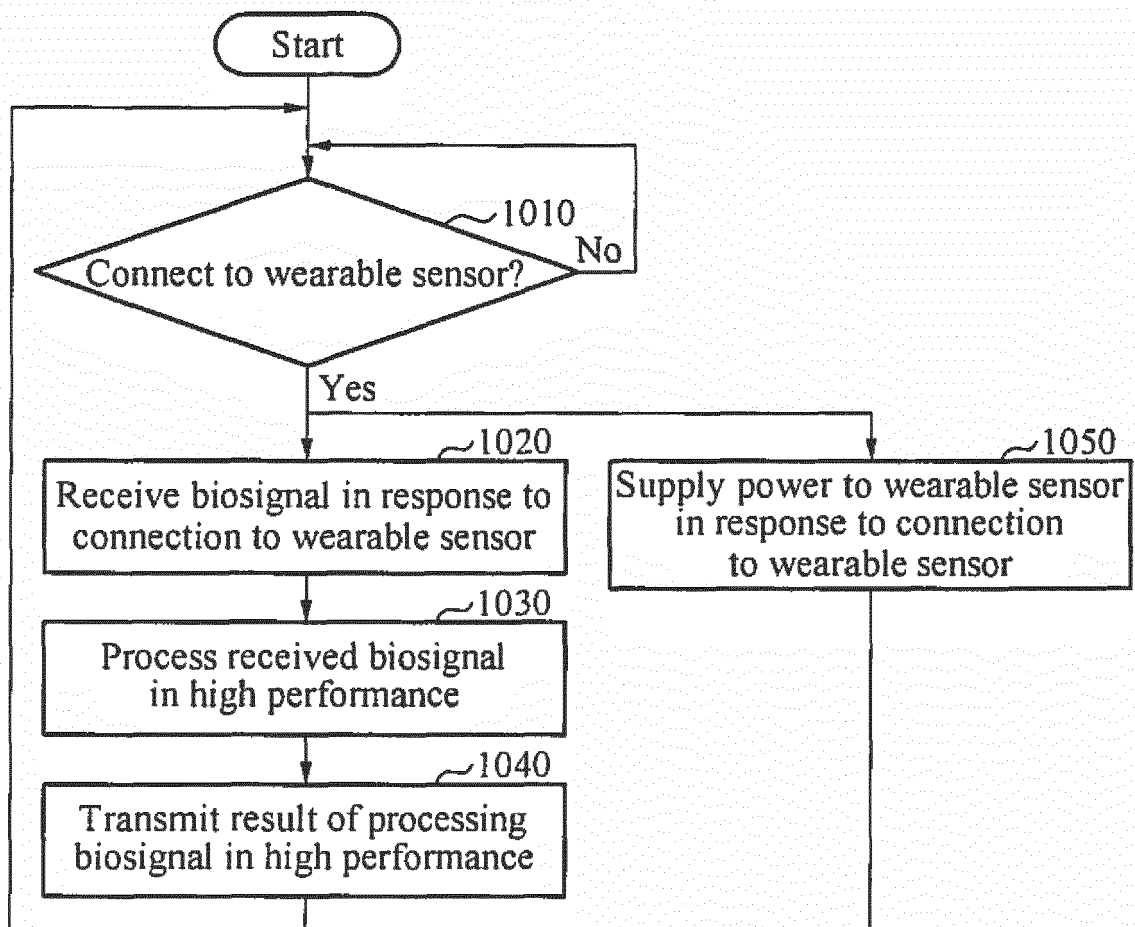 Start
1010
No
Connect to wearable sensor?
Yes
1020
Receive biosignal in response to
connection to wearable sensor
1050
Supply power to wearable sensor
in response to connection
to wearable sensor
1030
Process received biosignal
in high performance
1040
Transmit result of processing
biosignal in high performance